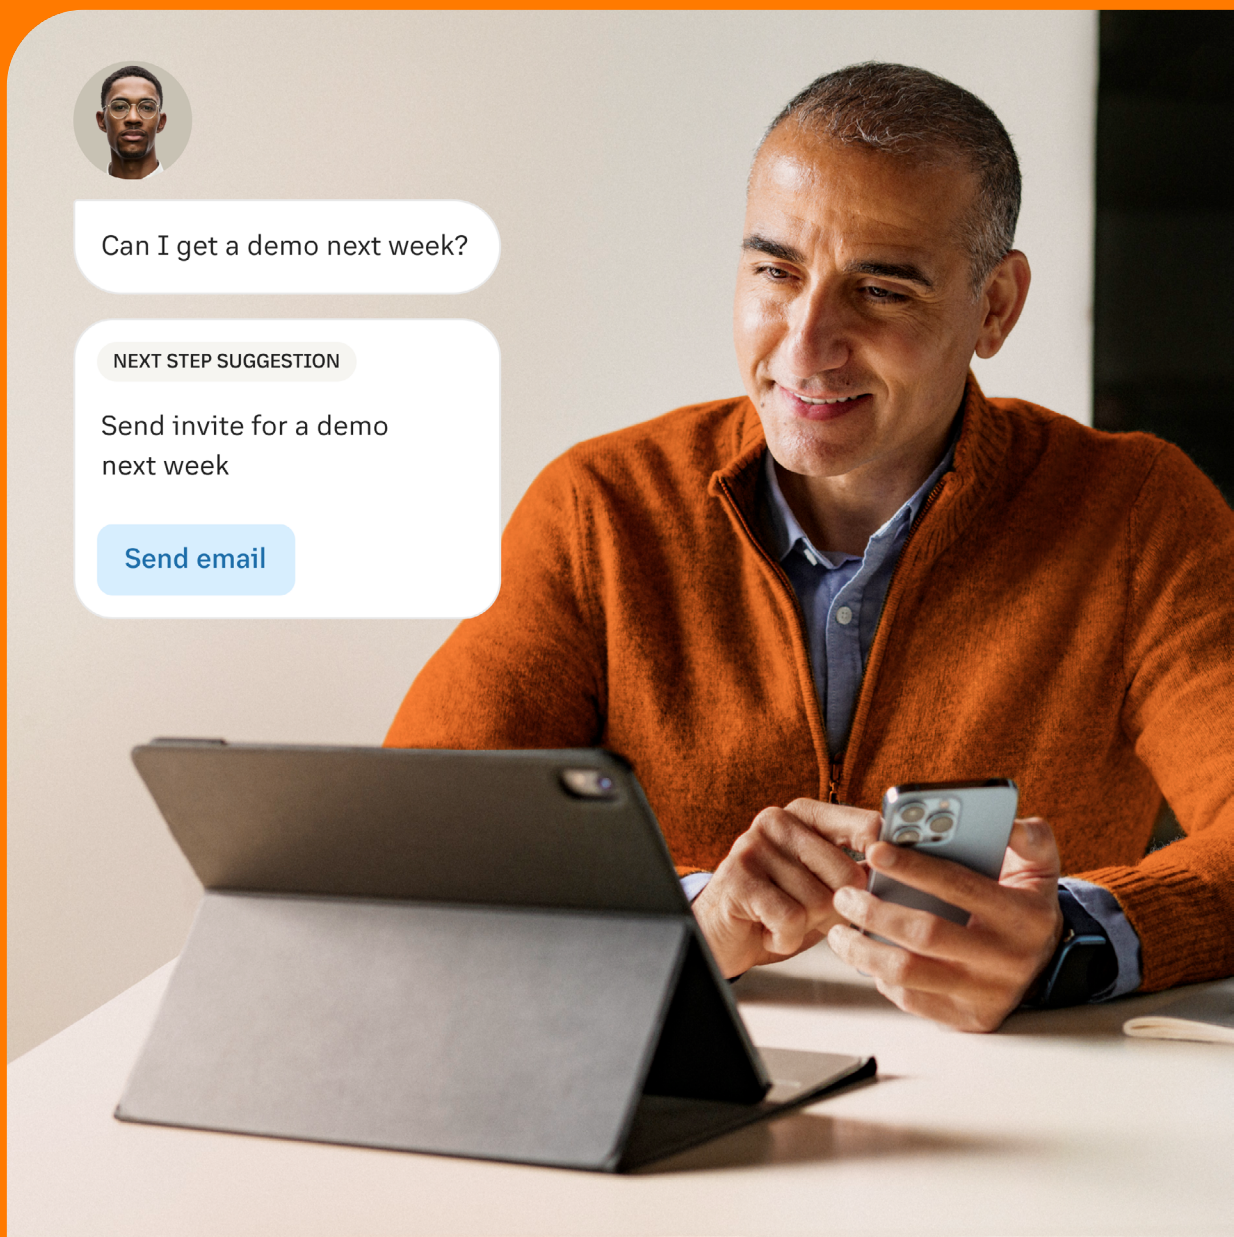 Can I get a demo next week?
NEXT STEP SUGGESTION
Send invite for a demo
next week
Send email